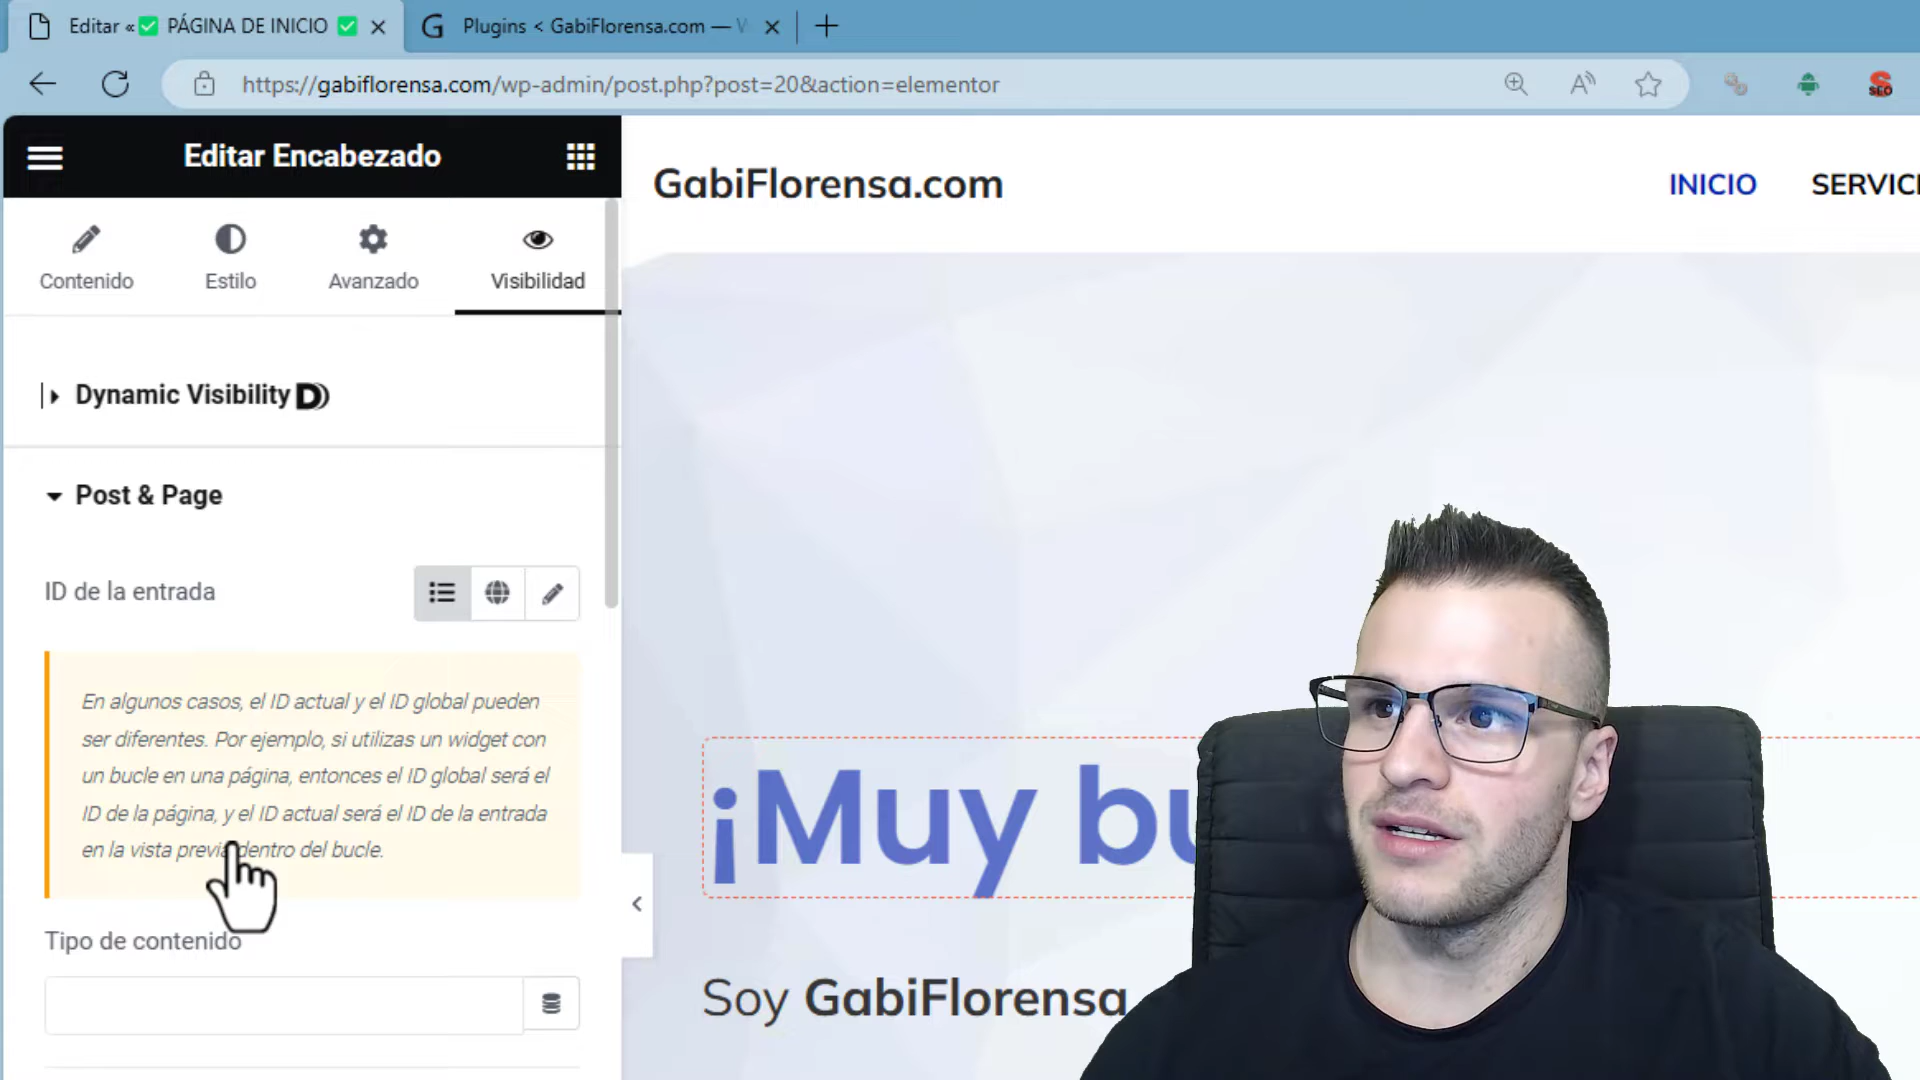 Editar «✅ PÁGINA DE INICIO ✅
Plugins < GabiFlorensa.com —
https://gabiflorensa.com/wp-admin/post.php?post=20&action=elementor
SEO
Editar Encabezado
Contenido
Estilo
Avanzado
Visibilidad
Dynamic Visibility
Post & Page
ID de la entrada
En algunos casos, el ID actual y el ID global pueden
ser diferentes. Por ejemplo, si utilizas un widget con
un bucle en una página, entonces el ID global será el
ID de la página, y el ID actual será el ID de la entrada
en la vista previa dentro del bucle.
Tipo de contenido
GabiFlorensa.com
INICIO
SERVICI
¡Muy bu
Soy GabiFlorensa